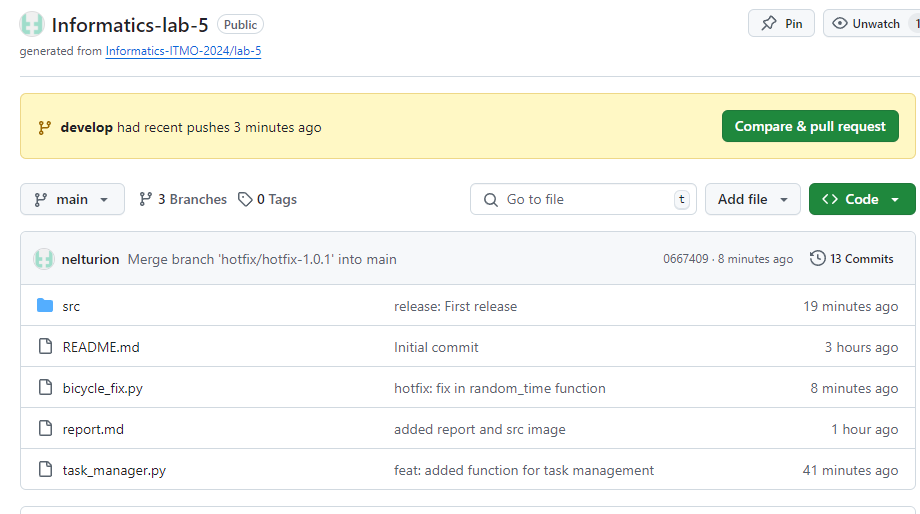 Informatics-lab-5 Public Pin Unwatch 1
generated from Informatics-ITMO-2024/lab-5
develop had recent pushes 3 minutes ago Compare & pull request
main 3 Branches 0 Tags Go to file t Add file <> Code
nelturion Merge branch 'hotfix/hotfix-1.0.1' into main 0667409 · 8 minutes ago 13 Commits
src release: First release 19 minutes ago
README.md Initial commit 3 hours ago
bicycle_fix.py hotfix: fix in random_time function 8 minutes ago
report.md added report and src image 1 hour ago
task_manager.py feat: added function for task management 41 minutes ago